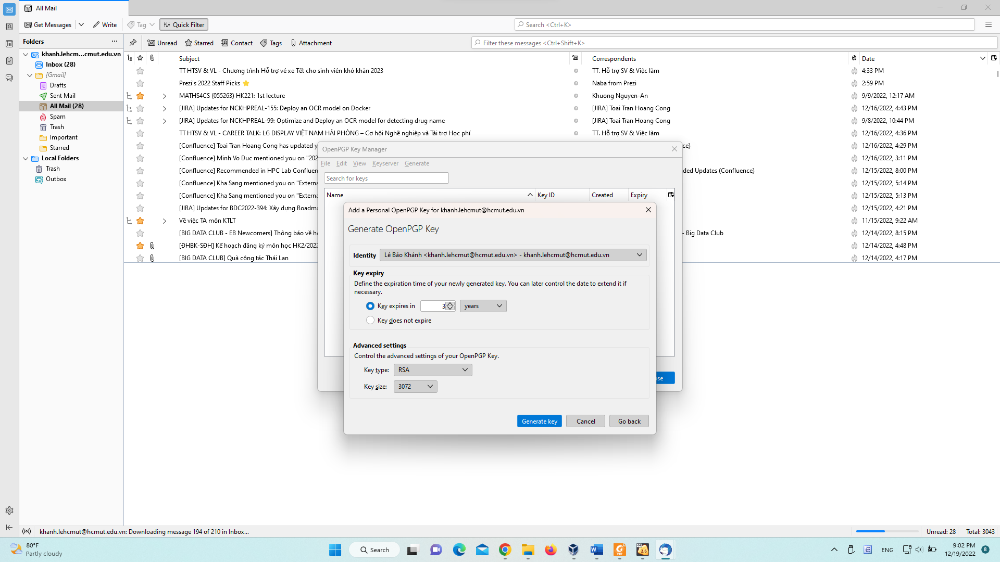 All Mail
Get Messages
Write
Tag
Quick Filter
Search <Ctrl+K>
Folders
Unread
Starred
Contact
Tags
Attachment
Filter these messages <Ctrl+Shift+K>
khanh.lehcm...cmut.edu.vn
Inbox (28)
[Gmail]
Drafts
Sent Mail
All Mail (28)
Spam
Trash
Important
Starred
Local Folders
Trash
Outbox
Subject
Correspondents
Date
TT HTSV & VL - Chương trình Hỗ trợ vé xe Tết cho sinh viên khó khăn 2023
TT. Hỗ trợ SV & Việc làm
4:33 PM
Prezi's 2022 Staff Picks ⭐
Naba from Prezi
2:59 PM
MATHS4CS (055263) HK221: 1st lecture
Khuong Nguyen-An
9/9/2022, 12:17 AM
[JIRA] Updates for NCKHPREAL-155: Deploy an OCR model on Docker
[JIRA] Toai Tran Hoang Cong
12/16/2022, 4:43 PM
[JIRA] Updates for NCKHPREAL-99: Optimize and Deploy an OCR model for detecting drug name
[JIRA] Toai Tran Hoang Cong
9/8/2022, 10:44 PM
TT HTSV & VL - CAREER TALK: LG DISPLAY VIỆT NAM HẢI PHÒNG – Cơ hội Nghề nghiệp và Tài trợ Học phí
TT. Hỗ trợ SV & Việc làm
12/16/2022, 4:36 PM
[Confluence] Toai Tran Hoang Cong has updated y
ce)
12/16/2022, 4:29 PM
[Confluence] Minh Vo Duc mentioned you on "202
12/16/2022, 3:11 PM
[Confluence] Recommended in HPC Lab Confluen
ded Updates (Confluence)
12/15/2022, 8:00 PM
[Confluence] Kha Sang mentioned you on "Externa
12/15/2022, 5:14 PM
[Confluence] Kha Sang mentioned you on "Externa
12/15/2022, 5:13 PM
[JIRA] Updates for BDC2022-394: Xây dựng Roadma
12/15/2022, 4:21 PM
Về việc TA môn KTLT
11/15/2022, 9:22 AM
[BIG DATA CLUB - EB Newcomers] Thông báo về họ
- Big Data Club
12/14/2022, 8:15 PM
[ĐHBK-SĐH] Kế hoạch đăng ký môn học HK2/2022
12/14/2022, 4:48 PM
[BIG DATA CLUB] Quà công tác Thái Lan
12/14/2022, 4:17 PM
OpenPGP Key Manager
File Edit View Keyserver Generate
Search for keys
Name
Key ID
Created
Expiry
ose
Add a Personal OpenPGP Key for khanh.lehcmut@hcmut.edu.vn
Generate OpenPGP Key
Identity
Lê Bảo Khánh <khanh.lehcmut@hcmut.edu.vn> - khanh.lehcmut@hcmut.edu.vn
Key expiry
Define the expiration time of your newly generated key. You can later control the date to extend it if
necessary.
Key expires in
3
years
Key does not expire
Advanced settings
Control the advanced settings of your OpenPGP Key.
Key type:
RSA
Key size:
3072
Generate key
Cancel
Go back
khanh.lehcmut@hcmut.edu.vn: Downloading message 194 of 210 in Inbox...
Unread: 28
Total: 3043
80°F
Partly cloudy
Search
2.6
ENG
9:02 PM
12/19/2022
8